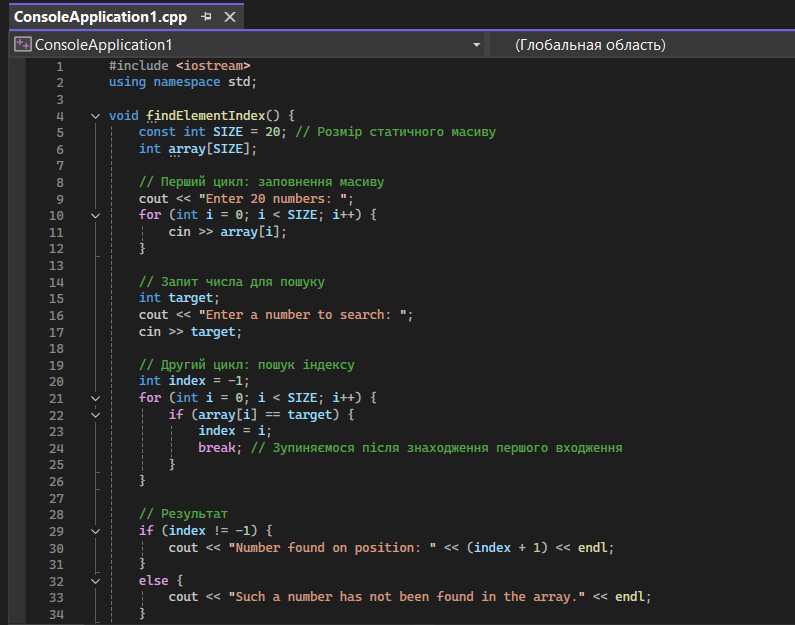 ConsoleApplication1.cpp
ConsoleApplication1 (Глобальная область)
1 #include <iostream>
2 using namespace std;
3
4 void findElementIndex() {
5 const int SIZE = 20; // Розмір статичного масиву
6 int array[SIZE];
7
8 // Перший цикл: заповнення масиву
9 cout << "Enter 20 numbers: ";
10 for (int i = 0; i < SIZE; i++) {
11 cin >> array[i];
12 }
13
14 // Запит числа для пошуку
15 int target;
16 cout << "Enter a number to search: ";
17 cin >> target;
18
19 // Другий цикл: пошук індексу
20 int index = -1;
21 for (int i = 0; i < SIZE; i++) {
22 if (array[i] == target) {
23 index = i;
24 break; // Зупиняємося після знаходження першого входження
25 }
26 }
27
28 // Результат
29 if (index != -1) {
30 cout << "Number found on position: " << (index + 1) << endl;
31 }
32 else {
33 cout << "Such a number has not been found in the array." << endl;
34 }